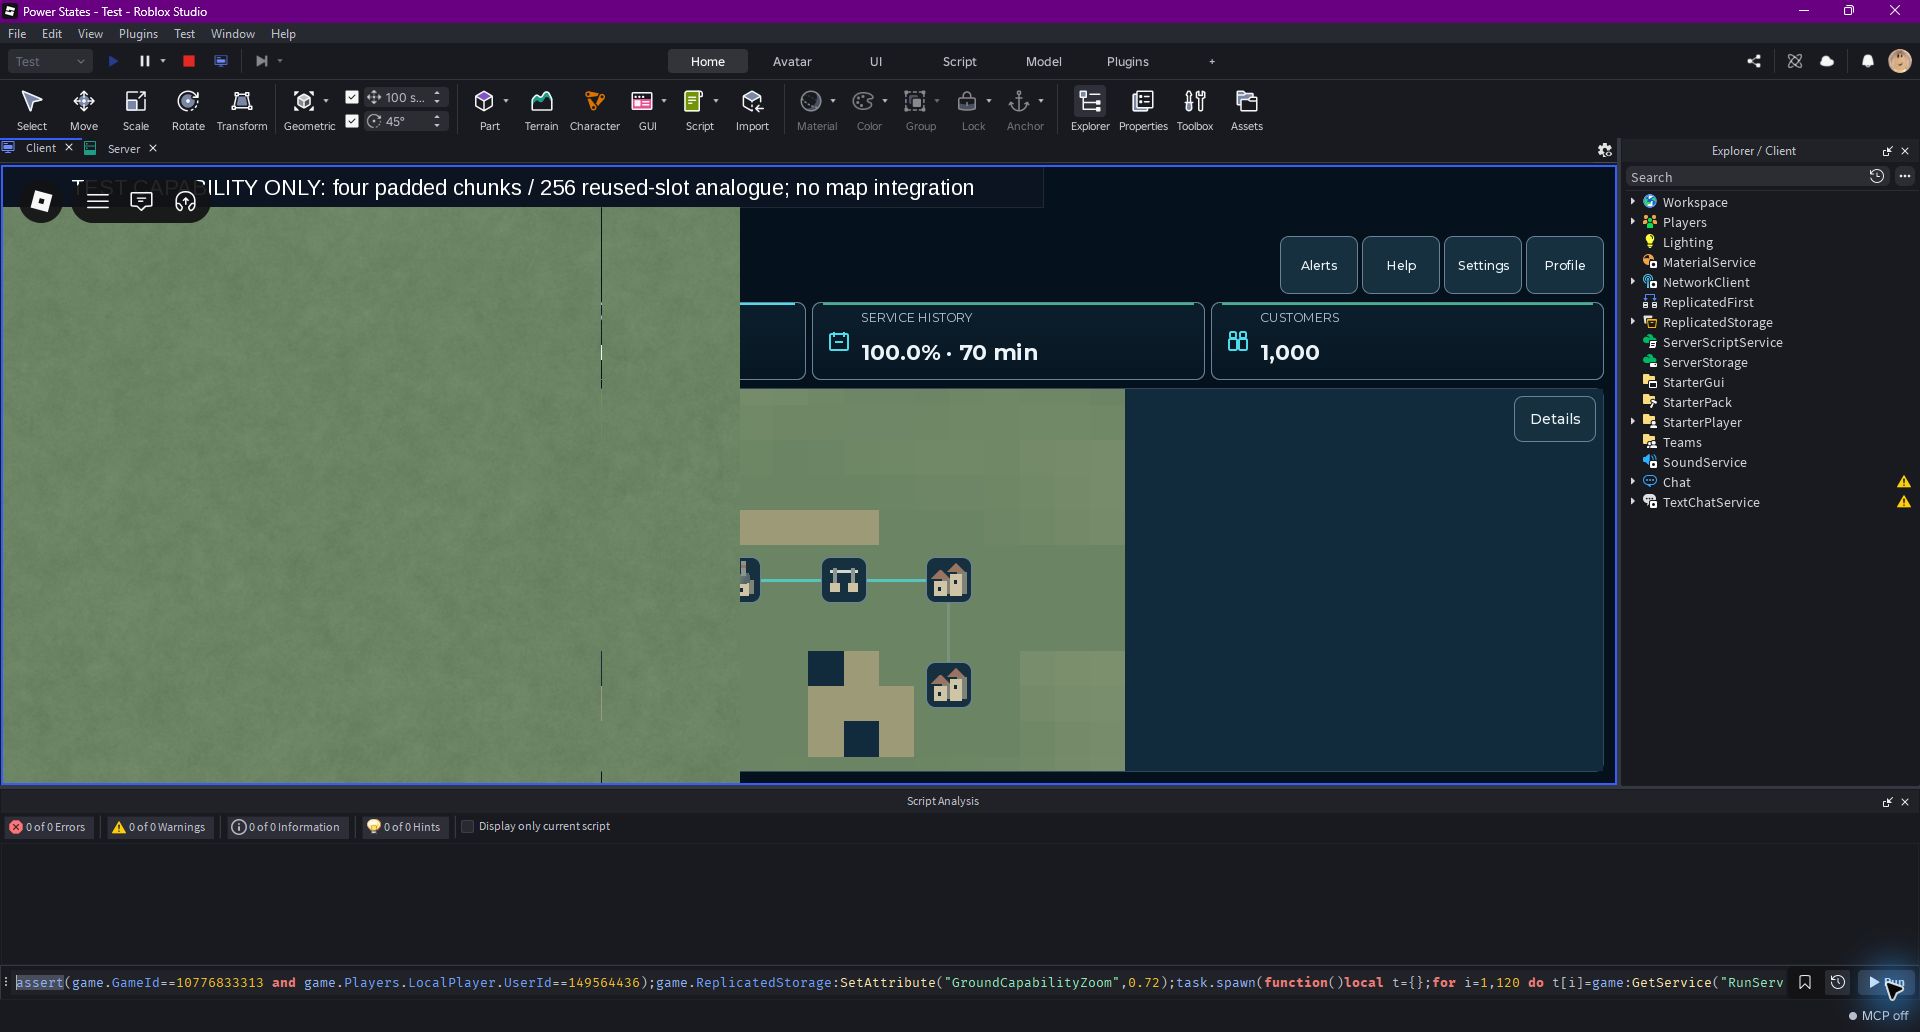 Power States - Test - Roblox Studio
File Edit View Plugins Test Window Help
Test
Home Avatar UI Script Model Plugins +
100 s...
45°
Select Move Scale Rotate Transform Geometric Part Terrain Character GUI Script Import Material Color Group Lock Anchor Explorer Properties Toolbox Assets
Client Server
Explorer / Client
TEST CAPABILITY ONLY: four padded chunks / 256 reused-slot analogue; no map integration
Alerts Help Settings Profile
SERVICE HISTORY
100.0% · 70 min
CUSTOMERS
1,000
Details
Search
Workspace
Players
Lighting
MaterialService
NetworkClient
ReplicatedFirst
ReplicatedStorage
ServerScriptService
ServerStorage
StarterGui
StarterPack
StarterPlayer
Teams
SoundService
Chat
TextChatService
Script Analysis
0 of 0 Errors 0 of 0 Warnings 0 of 0 Information 0 of 0 Hints Display only current script
assert(game.GameId==10776833313 and game.Players.LocalPlayer.UserId==149564436);game.ReplicatedStorage:SetAttribute("GroundCapabilityZoom",0.72);task.spawn(function()local t={};for i=1,120 do t[i]=game:GetService("RunServ
Run
MCP off